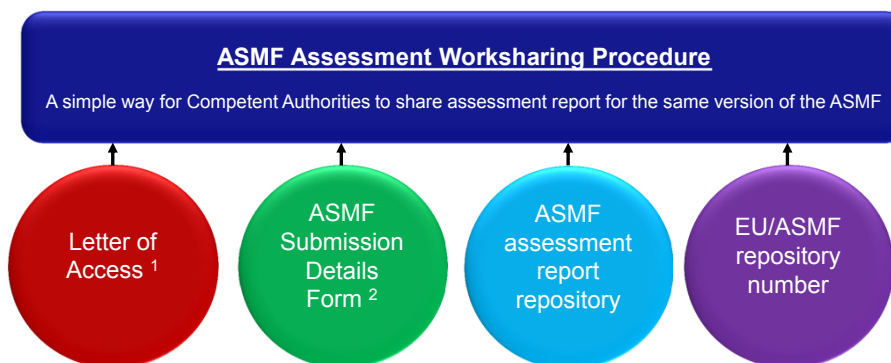 ASMF Assessment Worksharing Procedure
A simple way for Competent Authorities to share assessment report for the same version of the ASMF
Letter of
Access ¹
ASMF
Submission
Details
Form ²
ASMF
assessment
report
repository
EU/ASMF
repository
number